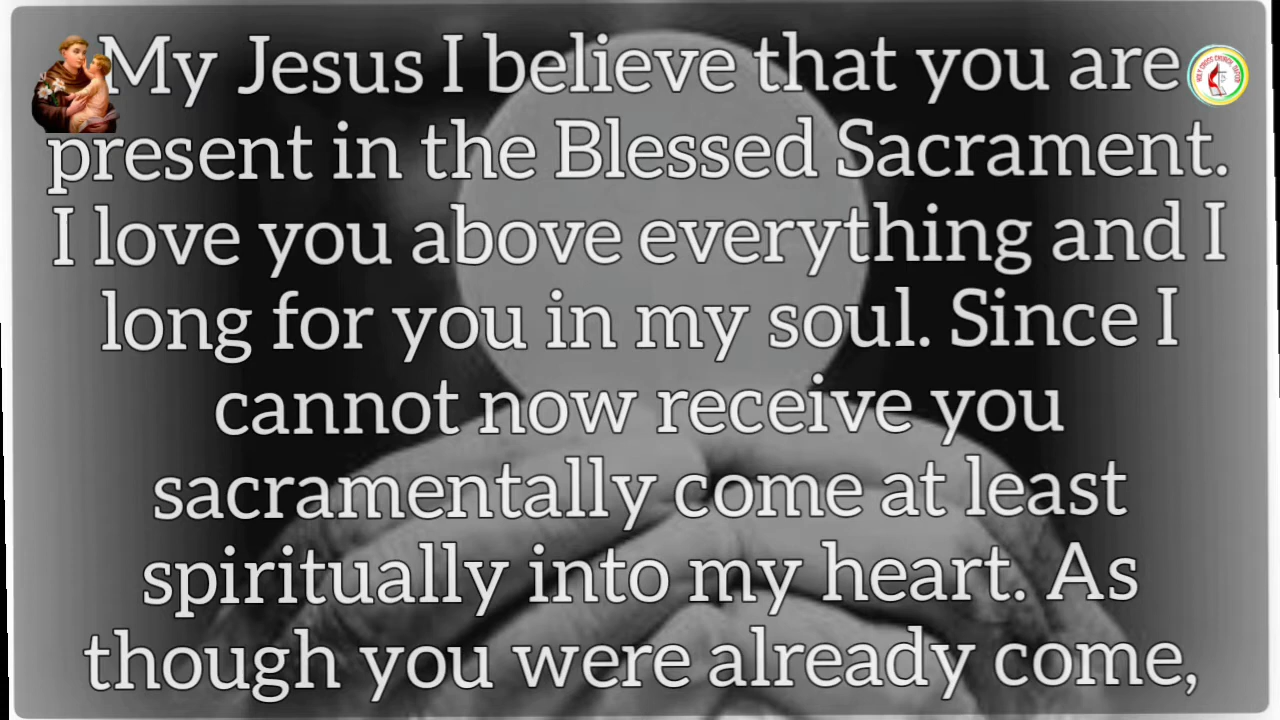 My Jesus I believe that you are
present in the Blessed Sacrament.
I love you above everything and I
long for you in my soul. Since I
cannot now receive you
sacramentally come at least
spiritually into my heart. As
though you were already come,